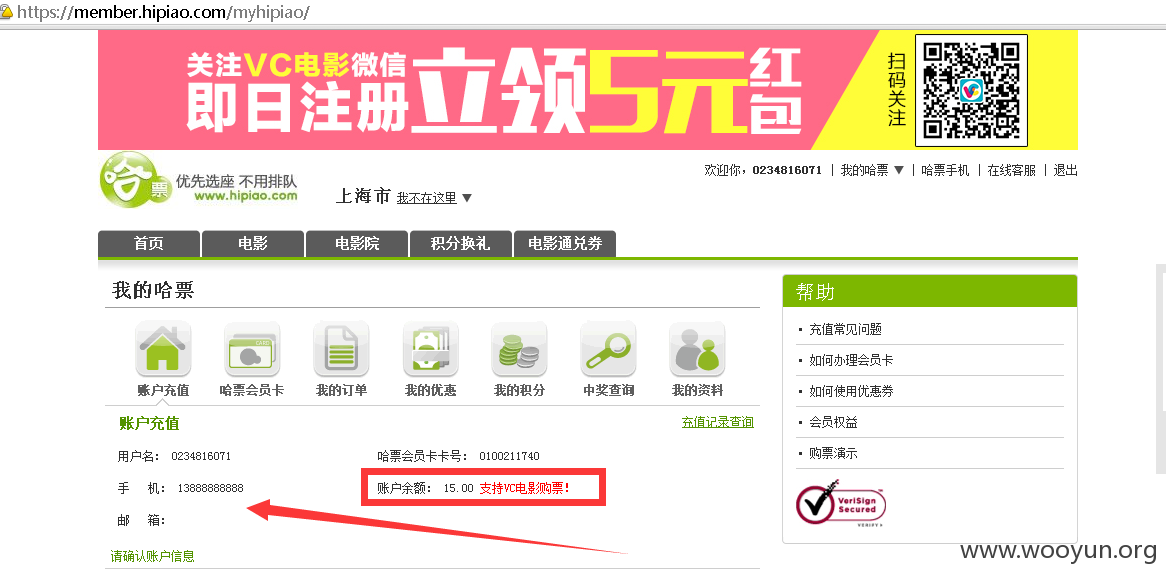 https://member.hipiao.com/myhipiao/
关注VC电影微信
即日注册
立领5元
红包
扫码关注
哈票
优先选座 不用排队
www.hipiao.com
上海市 我不在这里 ▼
欢迎你，0234816071 | 我的哈票 ▼ | 哈票手机 | 在线客服 | 退出
首页 电影 电影院 积分换礼 电影通兑券
我的哈票
CARD
账户充值 哈票会员卡 我的订单 我的优惠 我的积分 中奖查询 我的资料
账户充值 充值记录查询
用户名： 0234816071 哈票会员卡卡号： 0100211740
手 机： 13888888888 账户余额： 15.00 支持VC电影购票！
邮 箱：
请确认账户信息
帮助
· 充值常见问题
· 如何办理会员卡
· 如何使用优惠券
· 会员权益
· 购票演示
VeriSign
Secured
VERIFY
www.wooyun.org